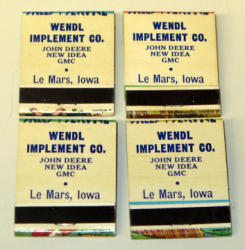 WENDL
IMPLEMENT CO.
JOHN DEERE
NEW IDEA
GMC
Le Mars, Iowa
WENDL
IMPLEMENT CO.
JOHN DEERE
NEW IDEA
GMC
Le Mars, Iowa
WENDL
IMPLEMENT CO.
JOHN DEERE
NEW IDEA
GMC
Le Mars, Iowa
WENDL
IMPLEMENT CO.
JOHN DEERE
NEW IDEA
GMC
Le Mars, Iowa